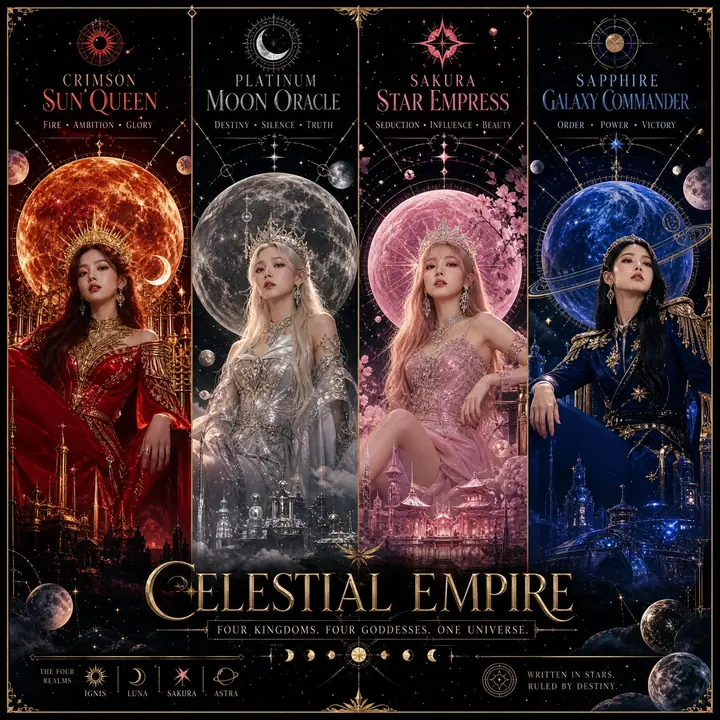 CRIMSON
SUN QUEEN
FIRE • AMBITION • GLORY
PLATINUM
MOON ORACLE
DESTINY • SILENCE • TRUTH
SAKURA
STAR EMPRESS
SEDUCTION • INFLUENCE • BEAUTY
SAPPHIRE
GALAXY COMMANDER
ORDER • POWER • VICTORY
CELESTIAL EMPIRE
FOUR KINGDOMS. FOUR GODDESSES. ONE UNIVERSE.
THE FOUR
REALMS
IGNIS
LUNA
SAKURA
ASTRA
WRITTEN IN STARS.
RULED BY DESTINY.